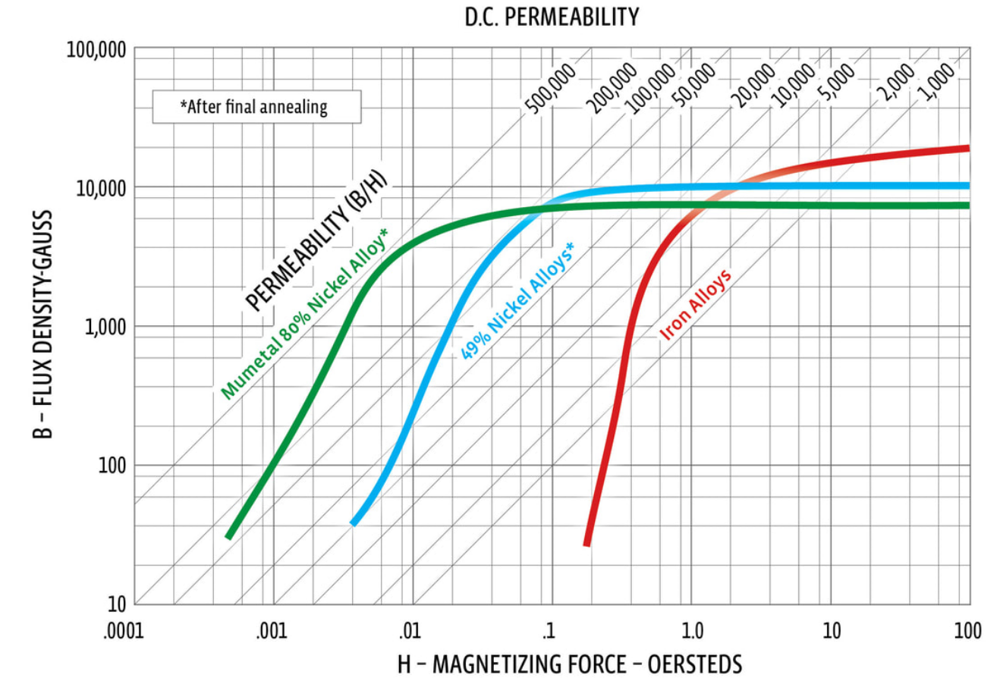 D.C. PERMEABILITY
100,000
10,000
1,000
100
10
B – FLUX DENSITY-GAUSS
*After final annealing
500,000
200,000
100,000
50,000
20,000
10,000
5,000
2,000
1,000
PERMEABILITY (B/H)
Mumetal 80% Nickel Alloy*
49% Nickel Alloys*
Iron Alloys
.0001
.001
.01
.1
1.0
10
100
H – MAGNETIZING FORCE – OERSTEDS